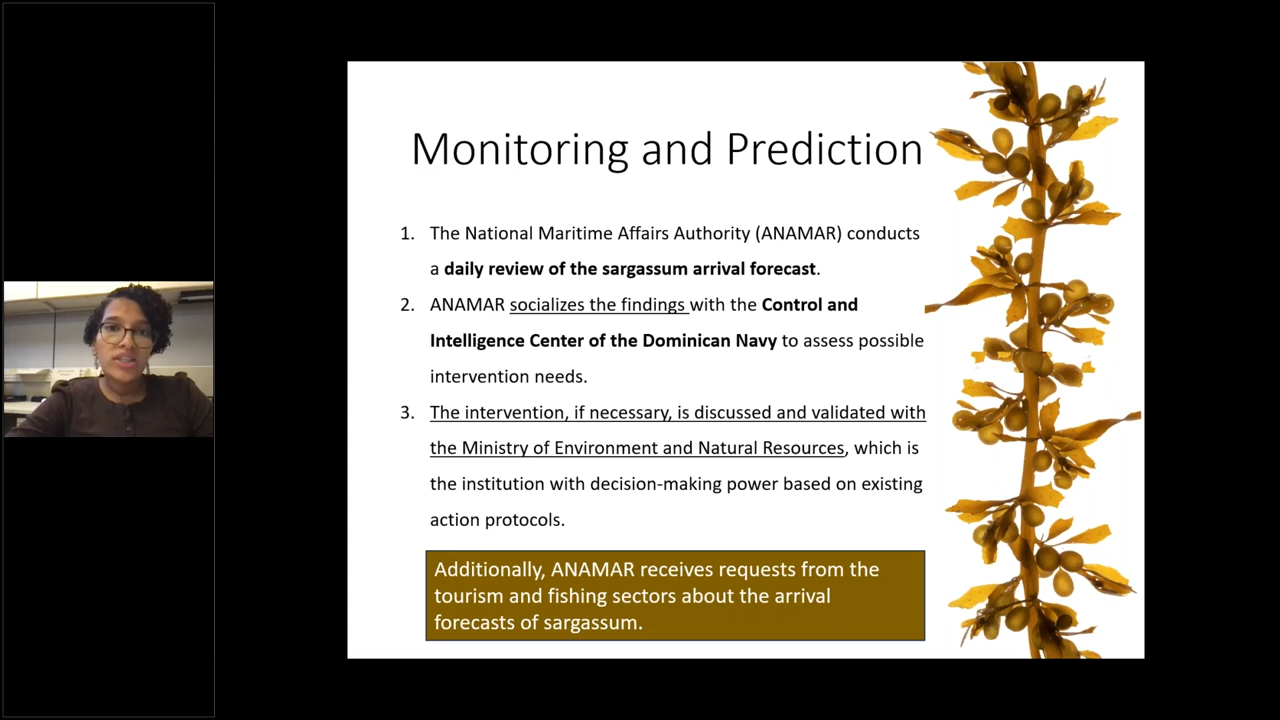 Monitoring and Prediction
1. The National Maritime Affairs Authority (ANAMAR) conducts
a daily review of the sargassum arrival forecast.
2. ANAMAR socializes the findings with the Control and
Intelligence Center of the Dominican Navy to assess possible
intervention needs.
3. The intervention, if necessary, is discussed and validated with
the Ministry of Environment and Natural Resources, which is
the institution with decision-making power based on existing
action protocols.
Additionally, ANAMAR receives requests from the
tourism and fishing sectors about the arrival
forecasts of sargassum.